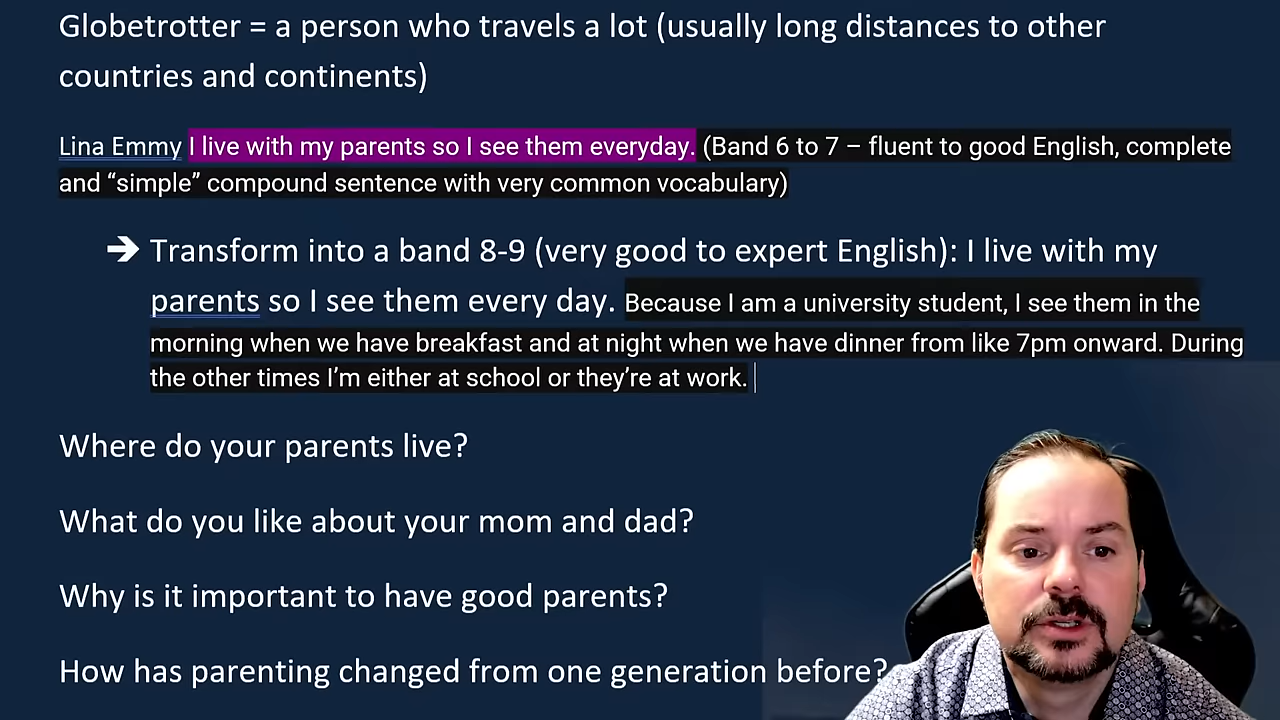 Globetrotter = a person who travels a lot (usually long distances to other
countries and continents)
Lina Emmy I live with my parents so I see them everyday. (Band 6 to 7 – fluent to good English, complete
and “simple” compound sentence with very common vocabulary)
➔ Transform into a band 8-9 (very good to expert English): I live with my
parents so I see them every day. Because I am a university student, I see them in the
morning when we have breakfast and at night when we have dinner from like 7pm onward. During
the other times I’m either at school or they’re at work.
Where do your parents live?
What do you like about your mom and dad?
Why is it important to have good parents?
How has parenting changed from one generation before?